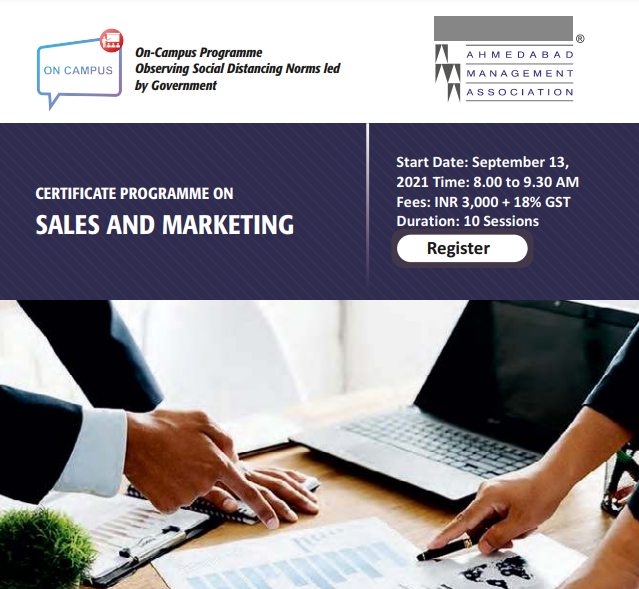 ON CAMPUS
On-Campus Programme
Observing Social Distancing Norms led
by Government
®
AHMEDABAD
MANAGEMENT
ASSOCIATION
CERTIFICATE PROGRAMME ON
SALES AND MARKETING
Start Date: September 13,
2021 Time: 8.00 to 9.30 AM
Fees: INR 3,000 + 18% GST
Duration: 10 Sessions
Register